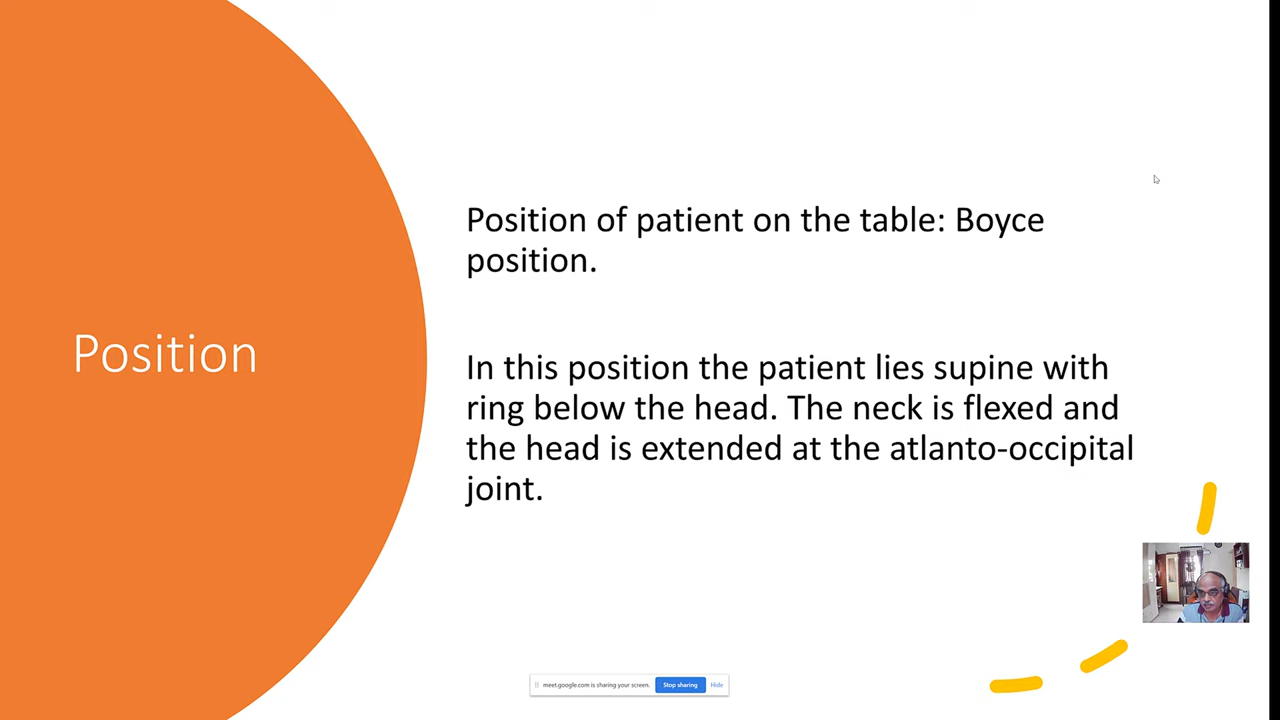 Position
Position of patient on the table: Boyce
position.
In this position the patient lies supine with
ring below the head. The neck is flexed and
the head is extended at the atlanto-occipital
joint.
meet.google.com is sharing your screen.
Stop sharing
Hide